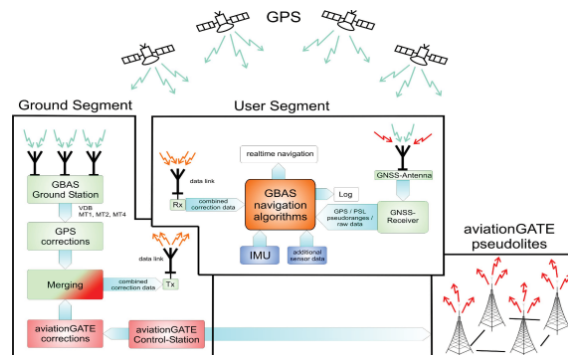 GPS
Ground Segment
User Segment
realtime navigation
GNSS-Antenna
data link
GBAS
Ground Station
Rx
combined
correction data
GBAS
navigation
algorithms
Log
VDB
MT1, MT2, MT4
GPS / PSL
pseudoranges /
raw data
GNSS-
Receiver
GPS
corrections
aviationGATE
pseudolites
data link
IMU
additional
sensor data
Merging
combined
correction data
Tx
aviationGATE
corrections
aviationGATE
Control-Station